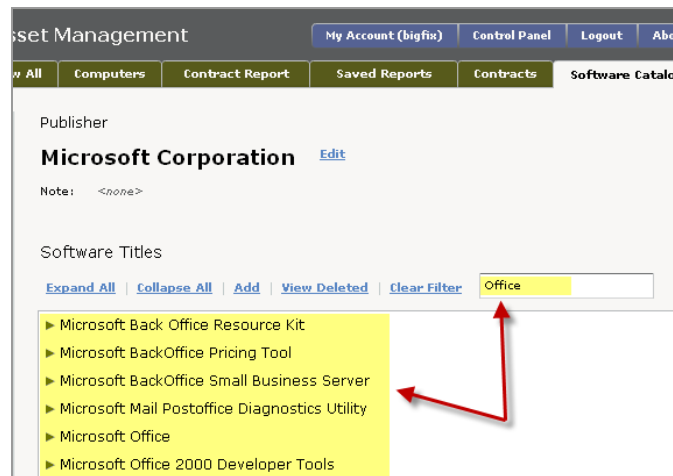 sset Management
My Account (bigfix) Control Panel Logout Abo
w All Computers Contract Report Saved Reports Contracts Software Catalo
Publisher
Microsoft Corporation Edit
Note: <none>
Software Titles
Expand All | Collapse All | Add | View Deleted | Clear Filter Office
Microsoft Back Office Resource Kit
Microsoft BackOffice Pricing Tool
Microsoft BackOffice Small Business Server
Microsoft Mail Postoffice Diagnostics Utility
Microsoft Office
Microsoft Office 2000 Developer Tools